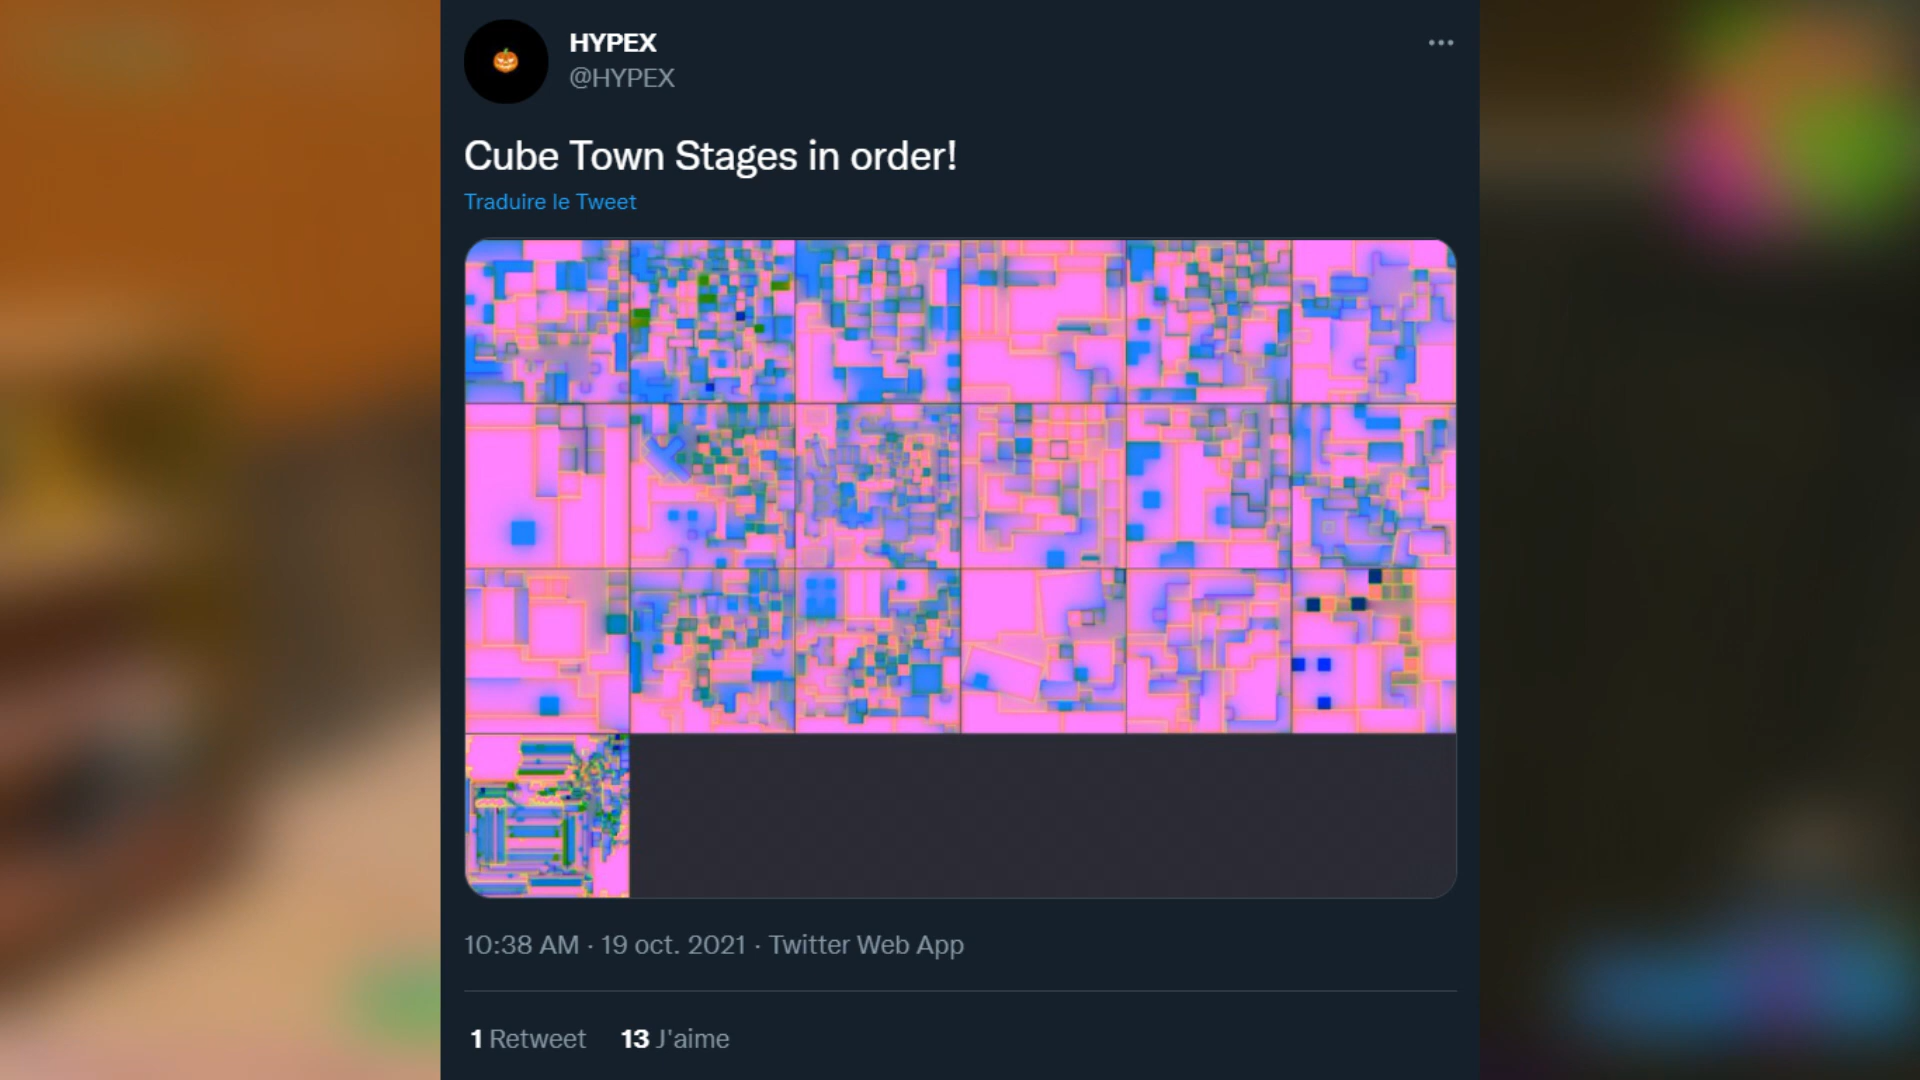 HYPEX
@HYPEX
Cube Town Stages in order!
Traduire le Tweet
10:38 AM · 19 oct. 2021 · Twitter Web App
1 Retweet 13 J'aime